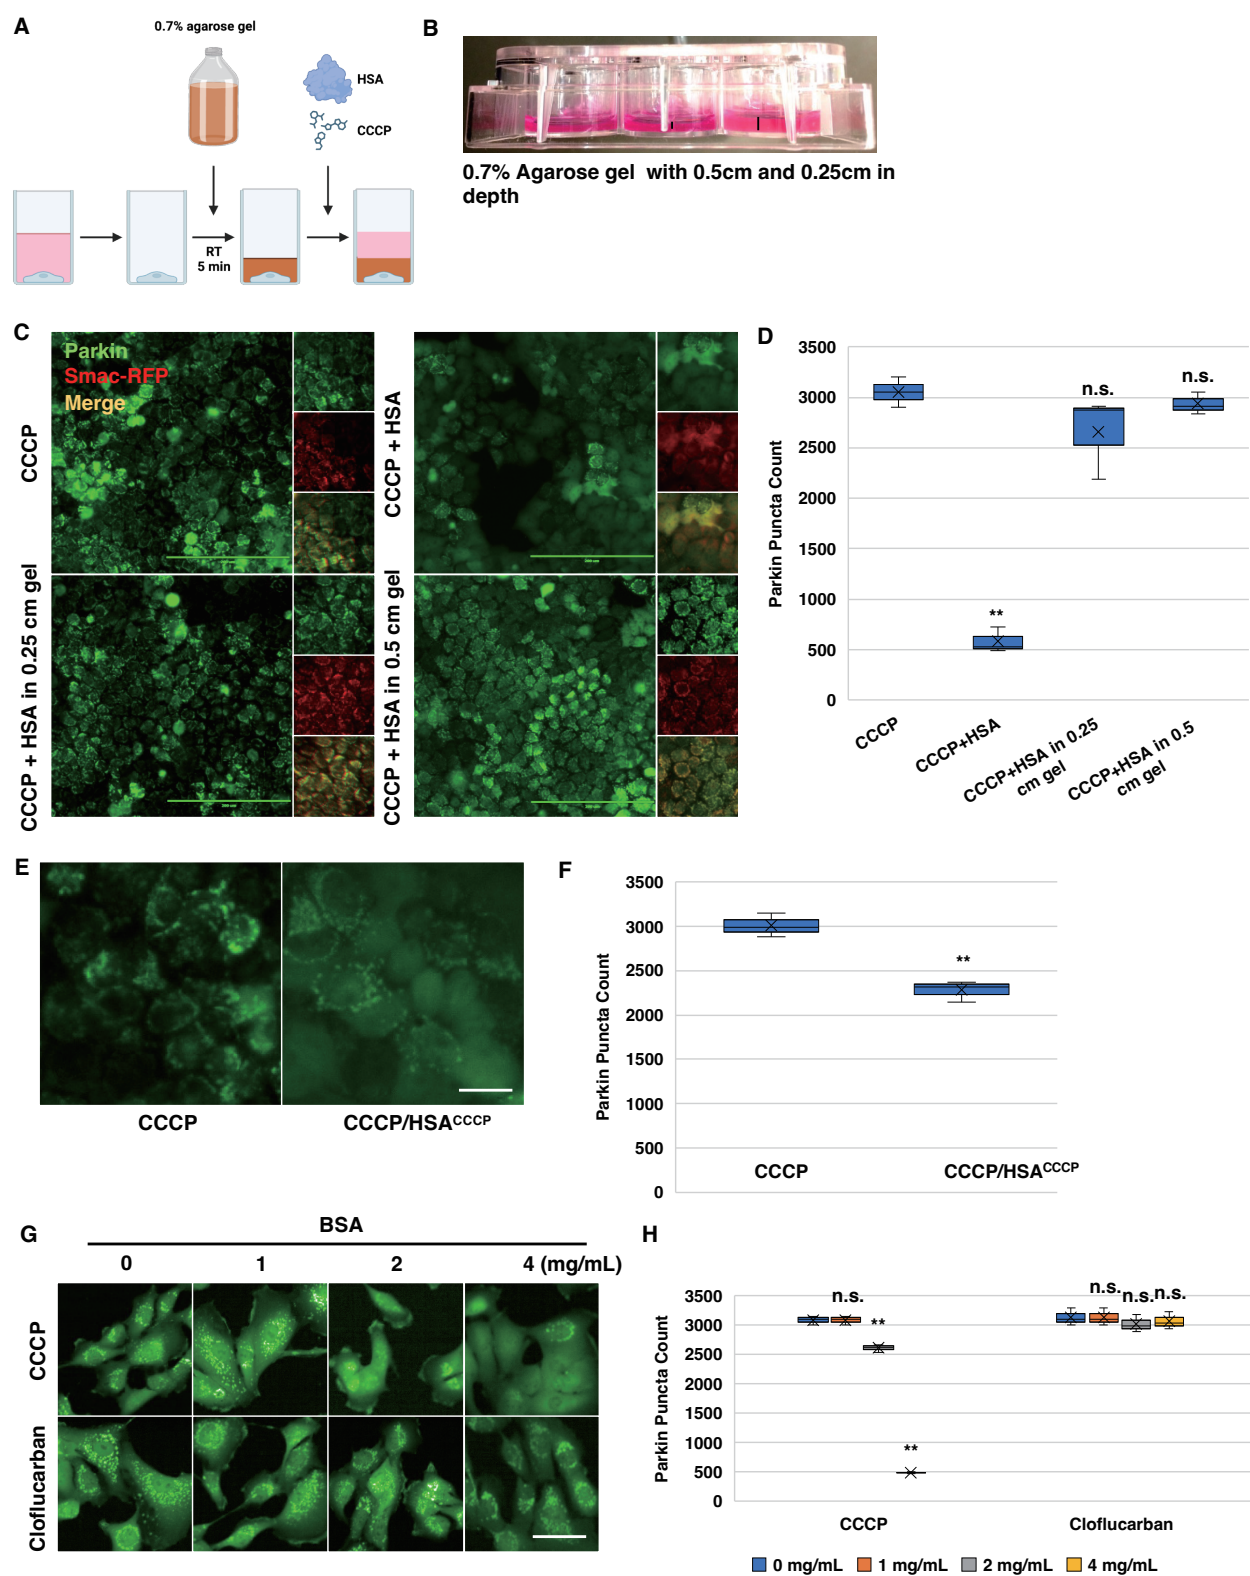 A
0.7% agarose gel
HSA
CCCP
RT
5 min
B
0.7% Agarose gel with 0.5cm and 0.25cm in
depth
C
Parkin
Smac-RFP
Merge
CCCP
CCCP + HSA
CCCP + HSA in 0.25 cm gel
CCCP + HSA in 0.5 cm gel
D
Parkin Puncta Count
3500
3000
2500
2000
1500
1000
500
0
**
n.s.
n.s.
CCCP
CCCP+HSA
CCCP+HSA in 0.25
cm gel
CCCP+HSA in 0.5
cm gel
E
CCCP
CCCP/HSA^CCCP
F
Parkin Puncta Count
3500
3000
2500
2000
1500
1000
500
0
**
CCCP
CCCP/HSA^CCCP
G
BSA
0 1 2 4 (mg/mL)
CCCP
Cloflucarban
H
Parkin Puncta Count
3500
3000
2500
2000
1500
1000
500
0
n.s.
**
**
n.s. n.s. n.s.
CCCP Cloflucarban
0 mg/mL 1 mg/mL 2 mg/mL 4 mg/mL